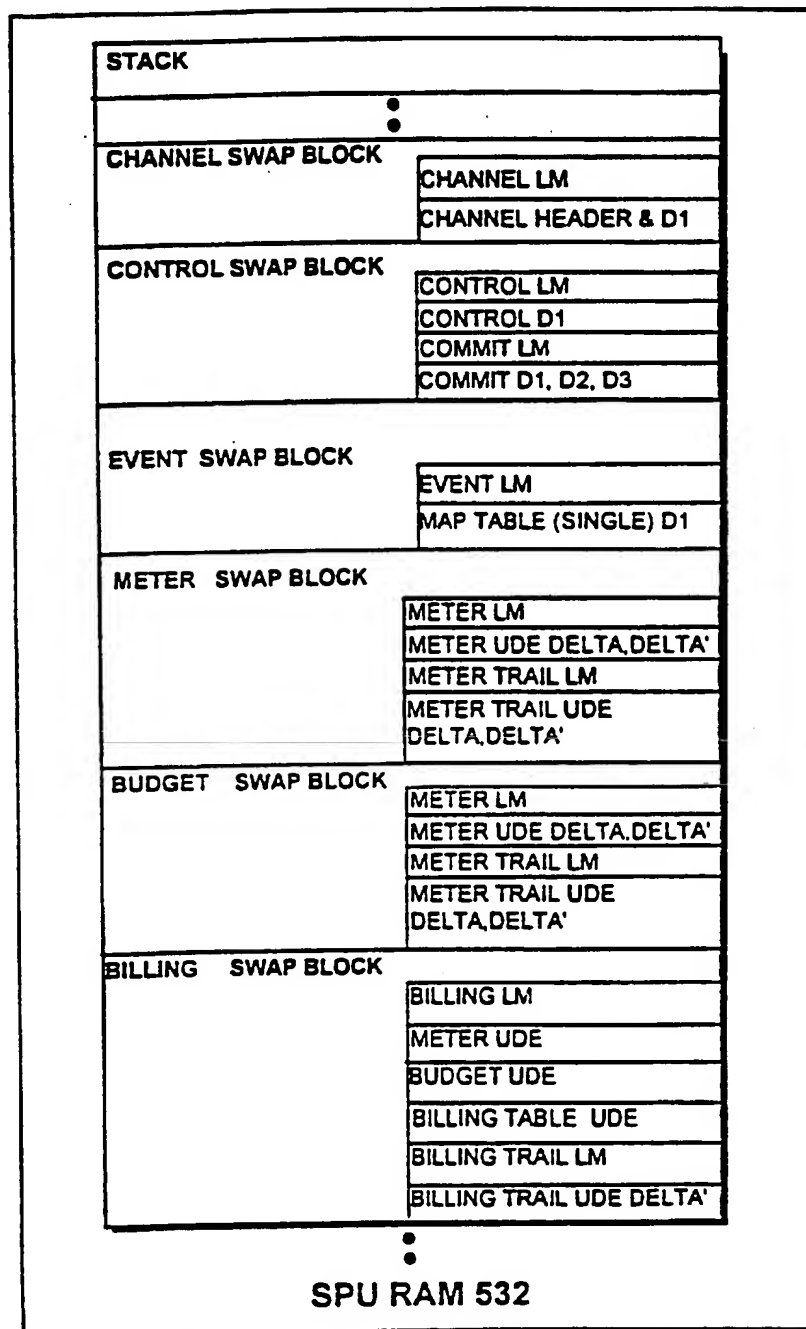 STACK
CHANNEL SWAP BLOCK
CHANNEL LM
CHANNEL HEADER & D1
CONTROL SWAP BLOCK
CONTROL LM
CONTROL D1
COMMIT LM
COMMIT D1, D2, D3
EVENT SWAP BLOCK
EVENT LM
MAP TABLE (SINGLE) D1
METER SWAP BLOCK
METER LM
METER UDE DELTA,DELTA'
METER TRAIL LM
METER TRAIL UDE
DELTA,DELTA'
BUDGET SWAP BLOCK
METER LM
METER UDE DELTA.DELTA'
METER TRAIL LM
METER TRAIL UDE
DELTA,DELTA'
BILLING SWAP BLOCK
BILLING LM
METER UDE
BUDGET UDE
BILLING TABLE UDE
BILLING TRAIL LM
BILLING TRAIL UDE DELTA'
SPU RAM 532